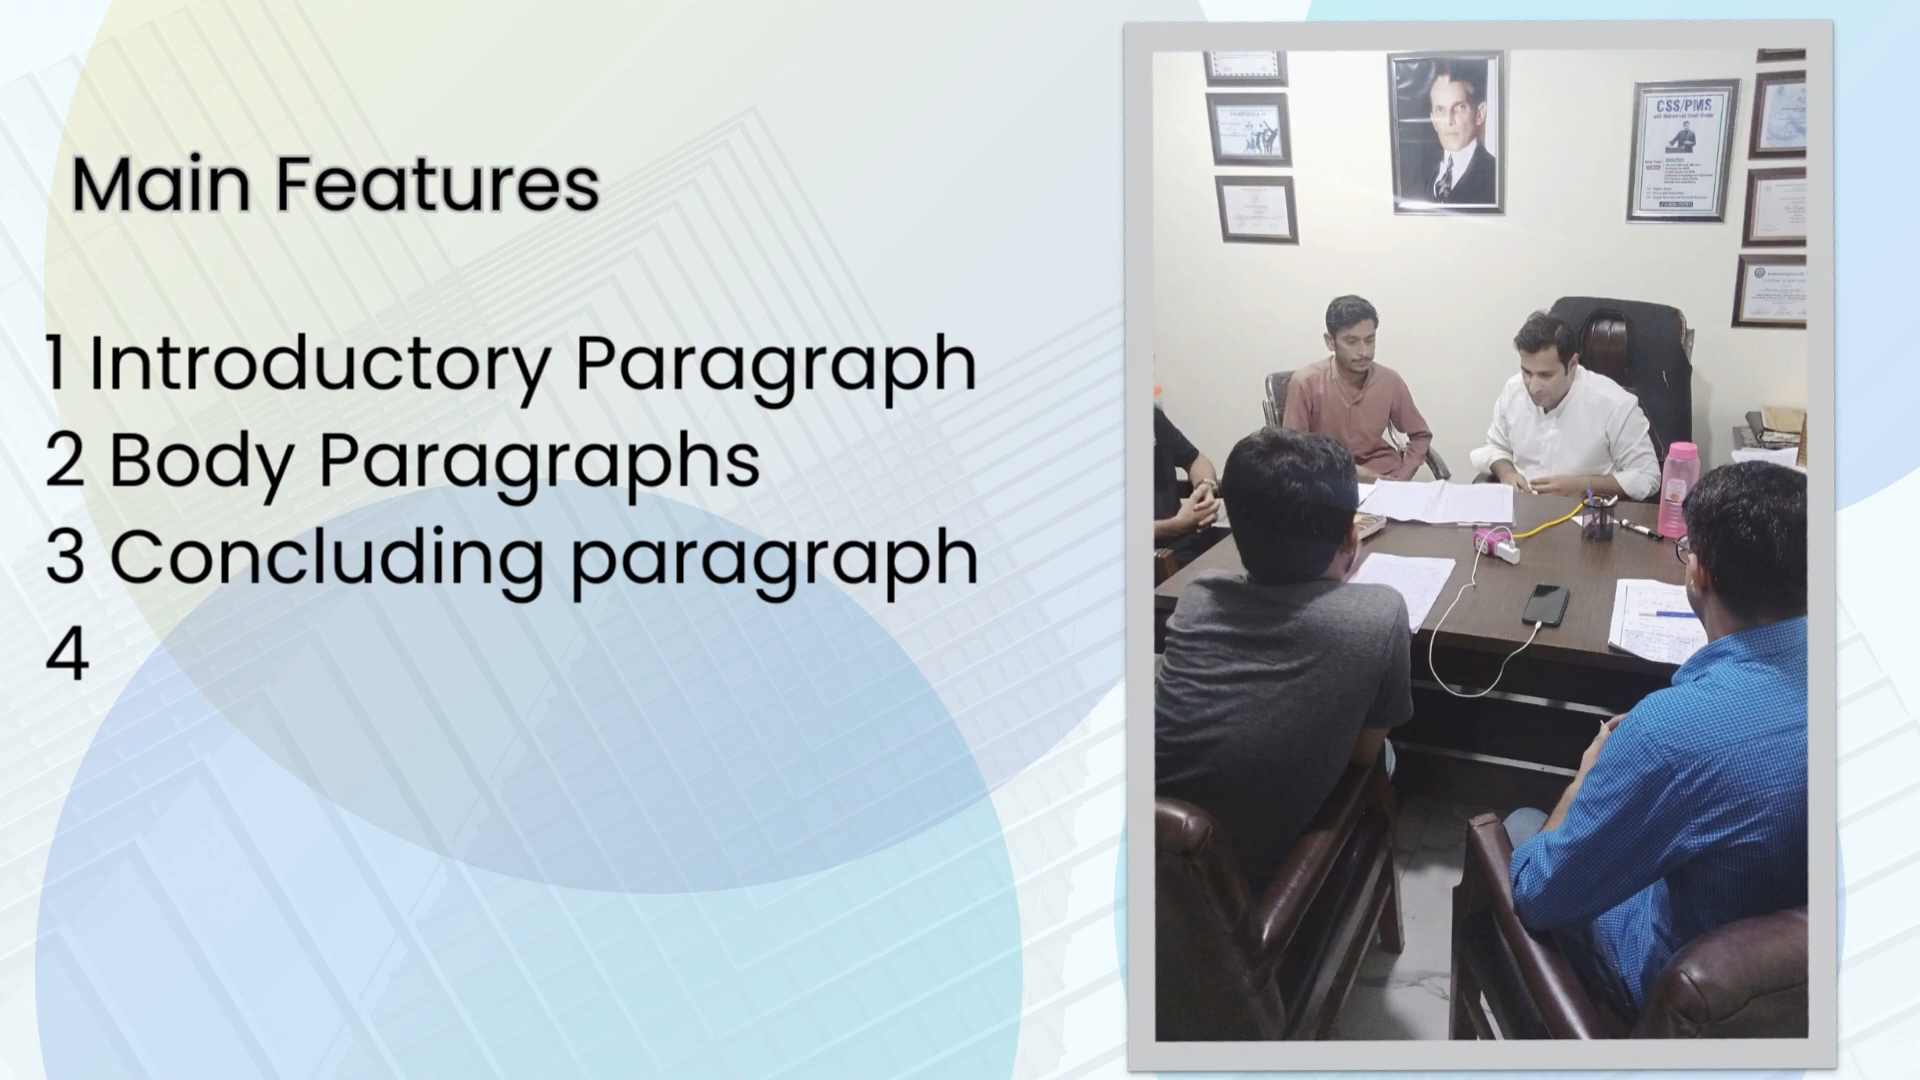 Main Features
1 Introductory Paragraph
2 Body Paragraphs
3 Concluding paragraph
4
CSS/PMS